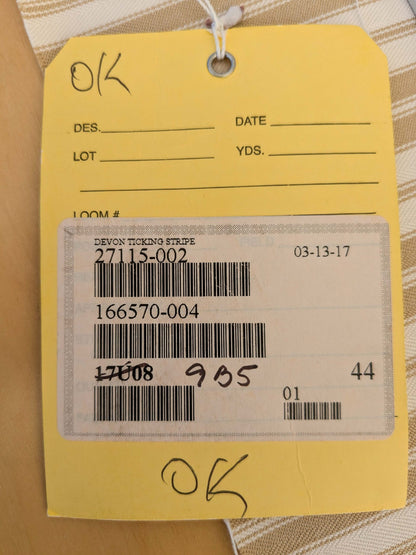 OK
DES. DATE
LOT YDS.
LOOM #
DEVON TICKING STRIPE
27115-002 03-13-17
166570-004
17U08 9B5 44
01
OK